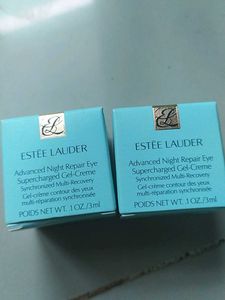 ESTĒE LAUDER
Advanced Night Repair Eye
Supercharged Gel-Creme
Synchronized Multi-Recovery
Gel-crème contour des yeux
multi-réparation synchronisée
POIDS NET WT. .1 OZ./3ml
ESTĒE LAUDER
Advanced Night Repair Eye
Supercharged Gel-Creme
Synchronized Multi-Recovery
Gel-crème contour des yeux
multi-réparation synchronisée
POIDS NET WT. .1 OZ./3ml